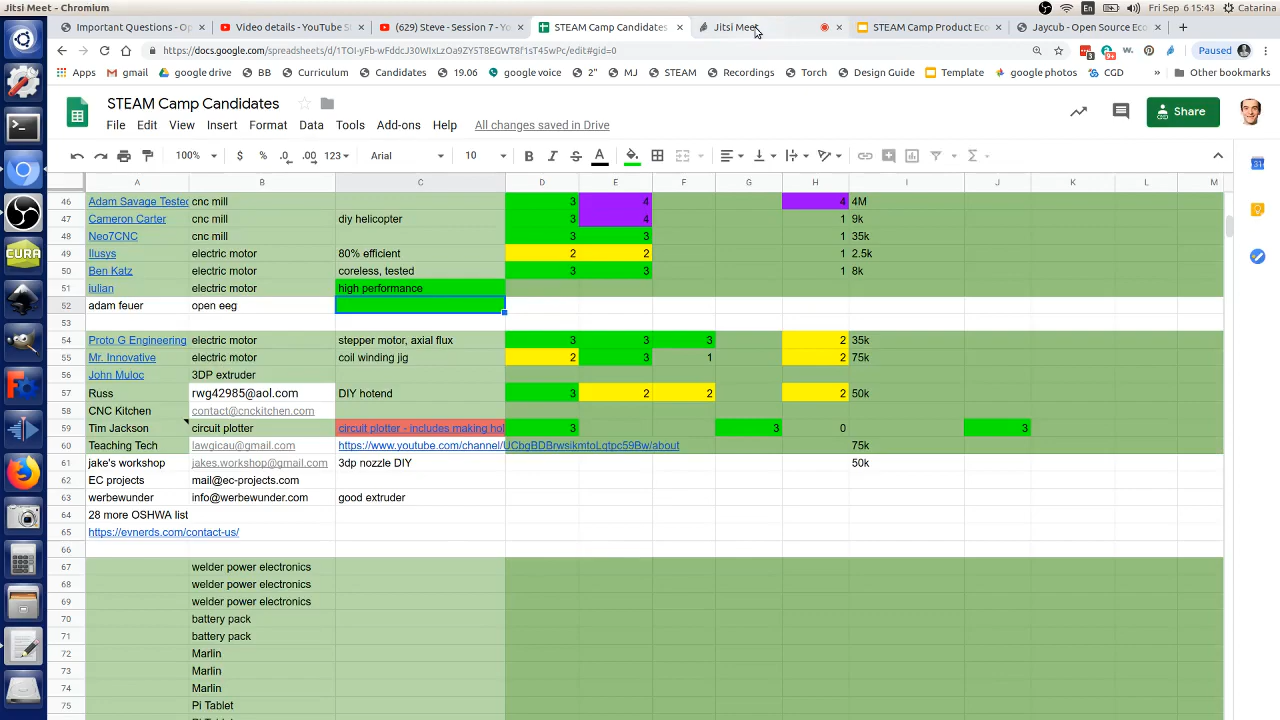 Jitsi Meet - Chromium
Fri Sep 6 15:43 Catarina
Important Questions - Op
Video details - YouTube S
(629) Steve - Session 7 - Yo
STEAM Camp Candidates
Jitsi Meet
STEAM Camp Product Eco
Jaycub - Open Source Eco
Paused
Apps
gmail
google drive
BB
Curriculum
Candidates
19.06
google voice
2"
MJ
STEAM
Recordings
Torch
Design Guide
Template
google photos
CGD
Other bookmarks
STEAM Camp Candidates
File Edit View Insert Format Data Tools Add-ons Help All changes saved in Drive
Share
100% $ % .0 .00 123 Arial 10 B I S A
A B C D E F G H I J K L M
46 Adam Savage Tested cnc mill 3 4 4 4M
47 Cameron Carter cnc mill diy helicopter 3 4 1 9k
48 Neo7CNC cnc mill 3 3 1 35k
49 Ilusys electric motor 80% efficient 2 2 1 2.5k
50 Ben Katz electric motor coreless, tested 3 3 1 8k
51 iulian electric motor high performance
52 adam feuer open eeg
53
54 Proto G Engineering electric motor stepper motor, axial flux 3 3 3 2 35k
55 Mr. Innovative electric motor coil winding jig 2 3 1 2 75k
56 John Muloc 3DP extruder
57 Russ rwg42985@aol.com DIY hotend 3 2 2 2 50k
58 CNC Kitchen contact@cnckitchen.com
59 Tim Jackson circuit plotter circuit plotter - includes making hol 3 3 0 3
60 Teaching Tech lawgicau@gmail.com https://www.youtube.com/channel/UCbgBDBrwsikmtoLqtpc59Bw/about 75k
61 jake's workshop jakes.workshop@gmail.com 3dp nozzle DIY 50k
62 EC projects mail@ec-projects.com
63 werbewunder info@werbewunder.com good extruder
64 28 more OSHWA list
65 https://evnerds.com/contact-us/
66
67 welder power electronics
68 welder power electronics
69 welder power electronics
70 battery pack
71 battery pack
72 Marlin
73 Marlin
74 Marlin
75 Pi Tablet